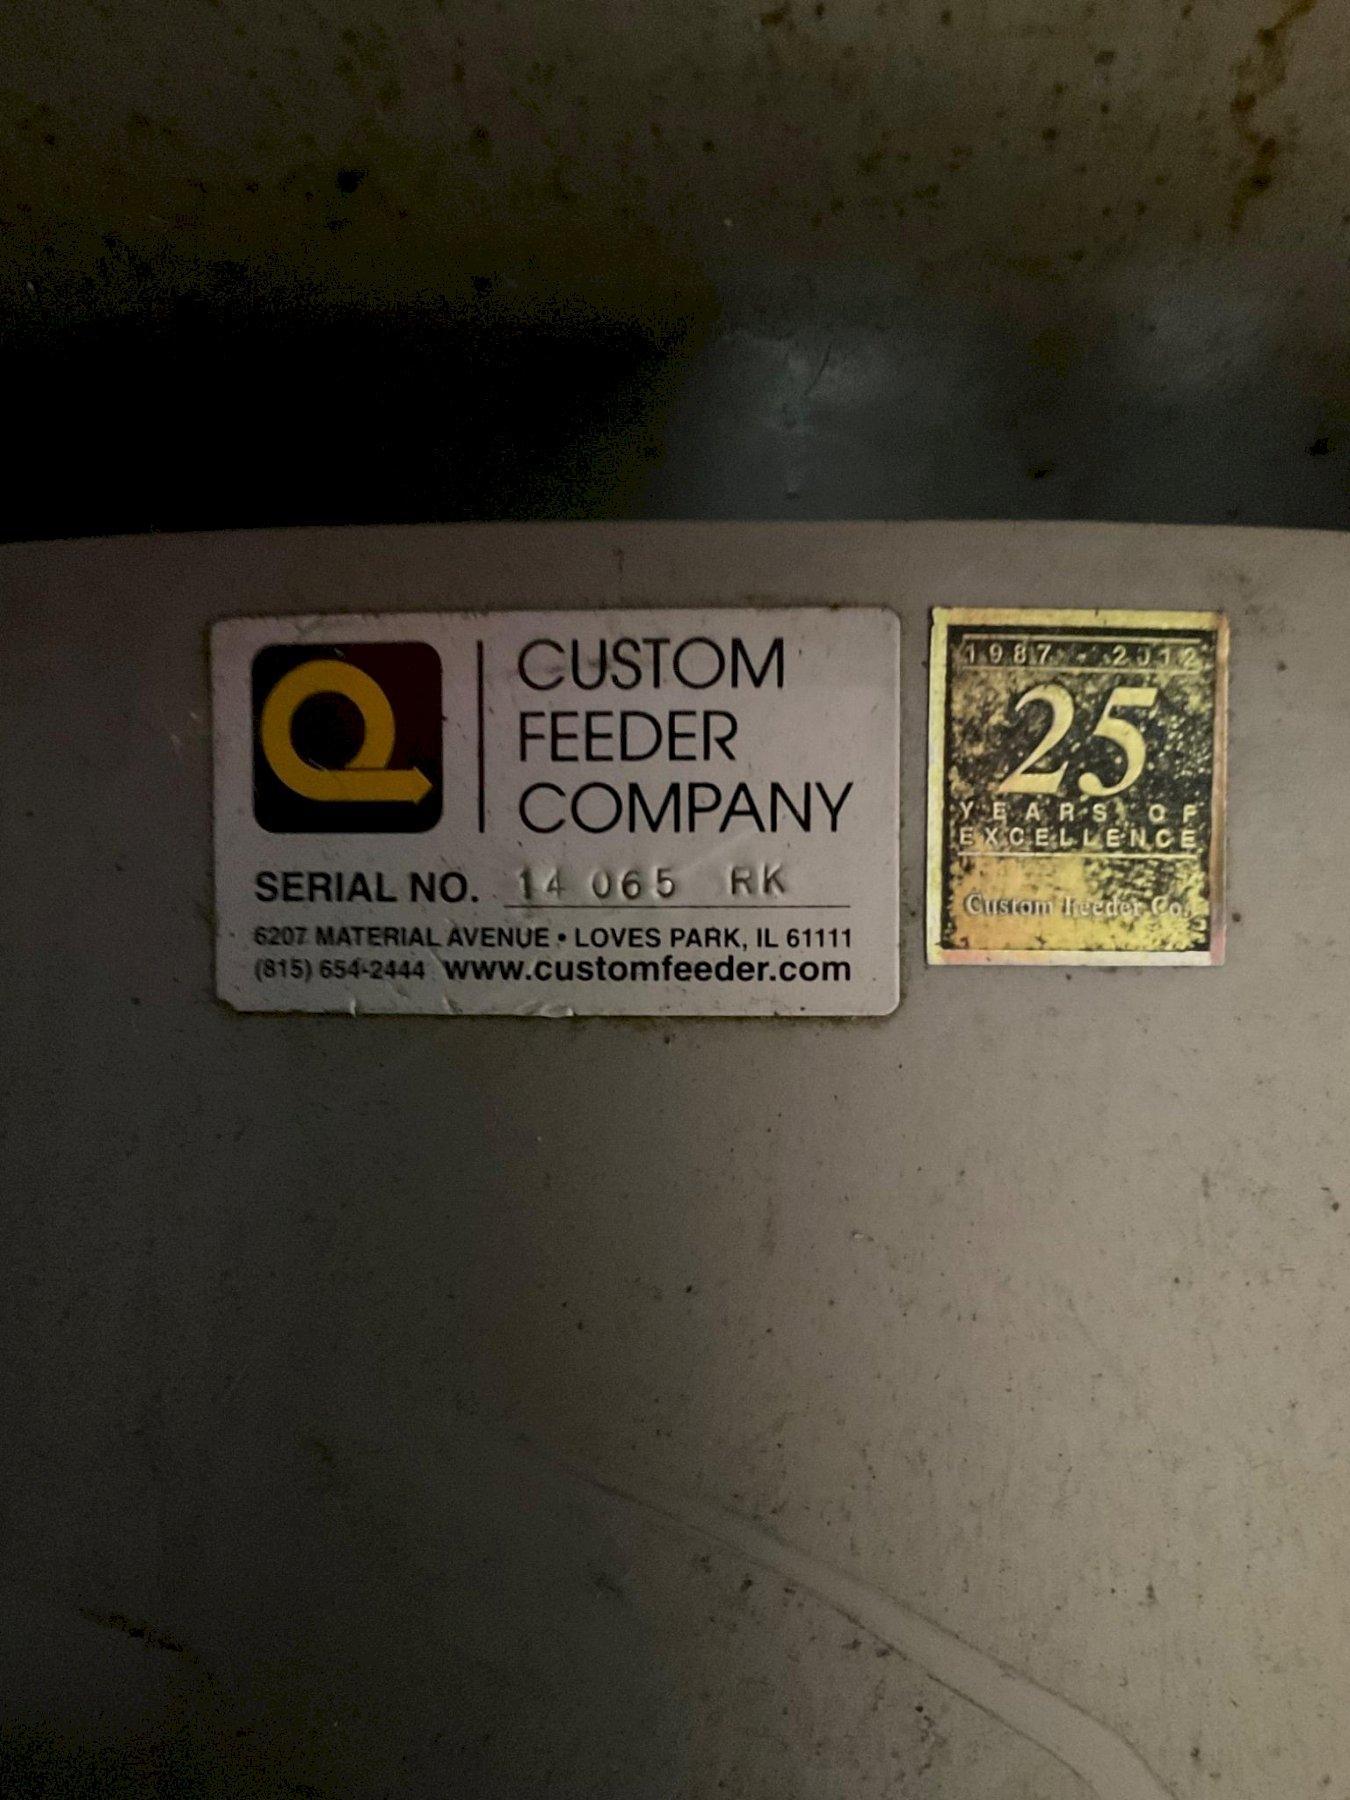 CUSTOM
FEEDER
COMPANY
SERIAL NO. 14 065 RK
6207 MATERIAL AVENUE • LOVES PARK, IL 61111
(815) 654-2444 www.customfeeder.com
1987 - 2012
25
YEARS OF
EXCELLENCE
Custom Feeder Co.